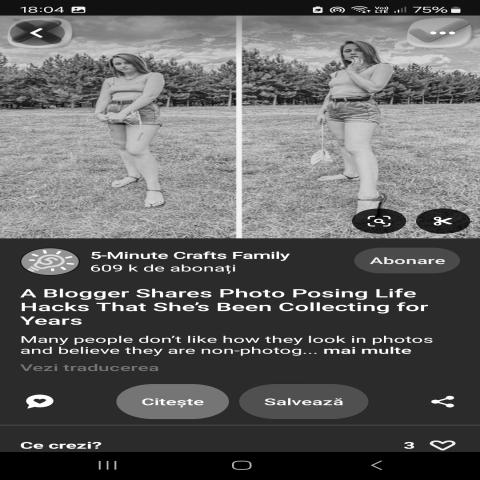 18:04
Vo)) LTE 75%
5-Minute Crafts Family
609 k de abonați
Abonare
A Blogger Shares Photo Posing Life
Hacks That She's Been Collecting for
Years
Many people don't like how they look in photos
and believe they are non-photog... mai multe
Vezi traducerea
Citește
Salvează
Ce crezi?
3